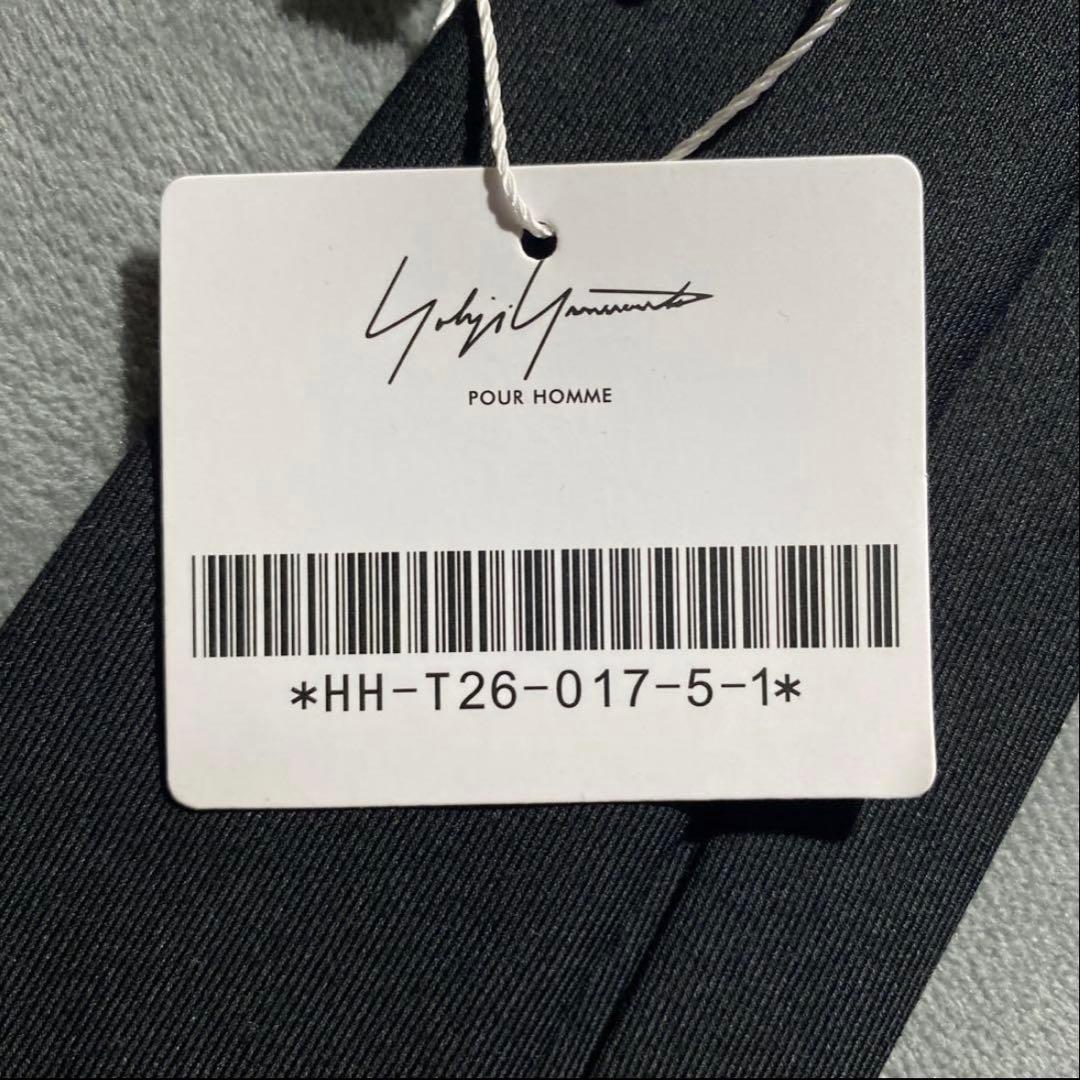 Yohji Yamamoto
POUR HOMME
*HH-T26-017-5-1*